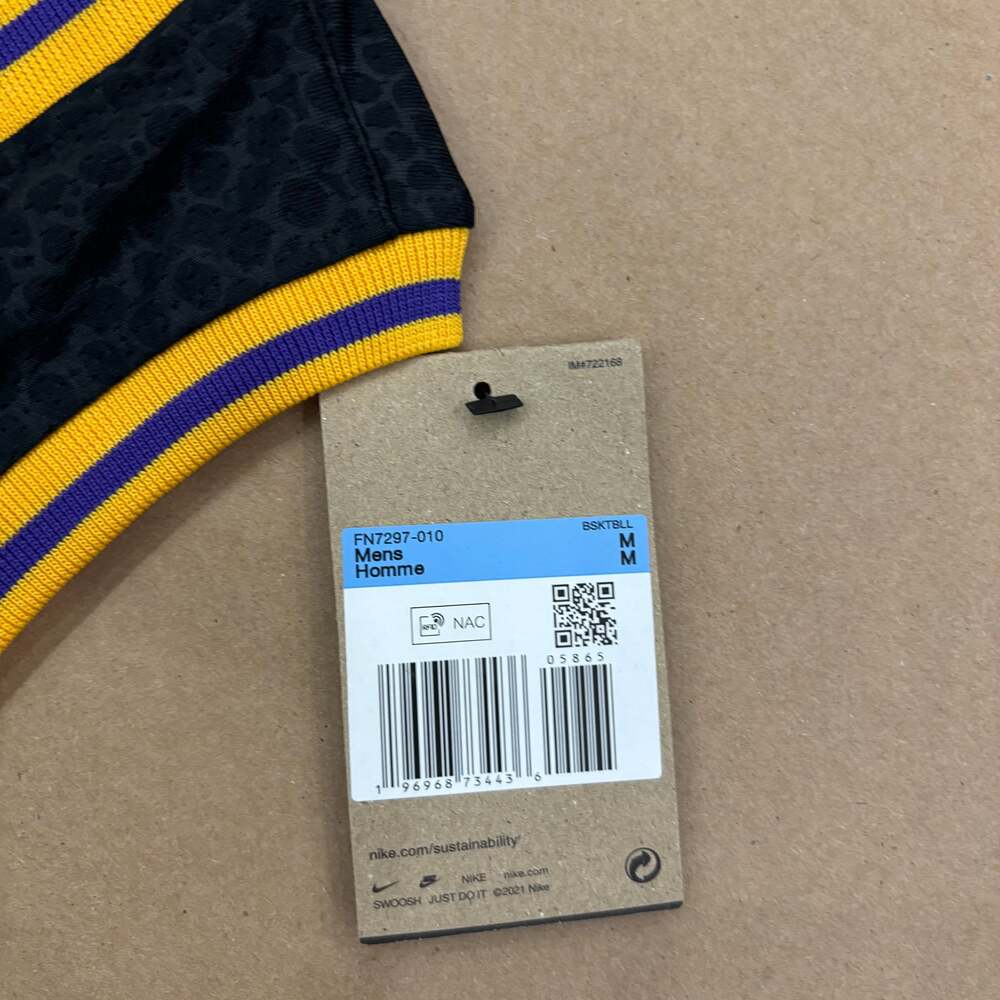 IM#722168
FN7297-010
BSKTBLL
Mens
M
Homme
M
RFID NAC
05865
1 96968 73443 6
nike.com/sustainability
NIKE nike.com
SWOOSH JUST DO IT ©2021 Nike